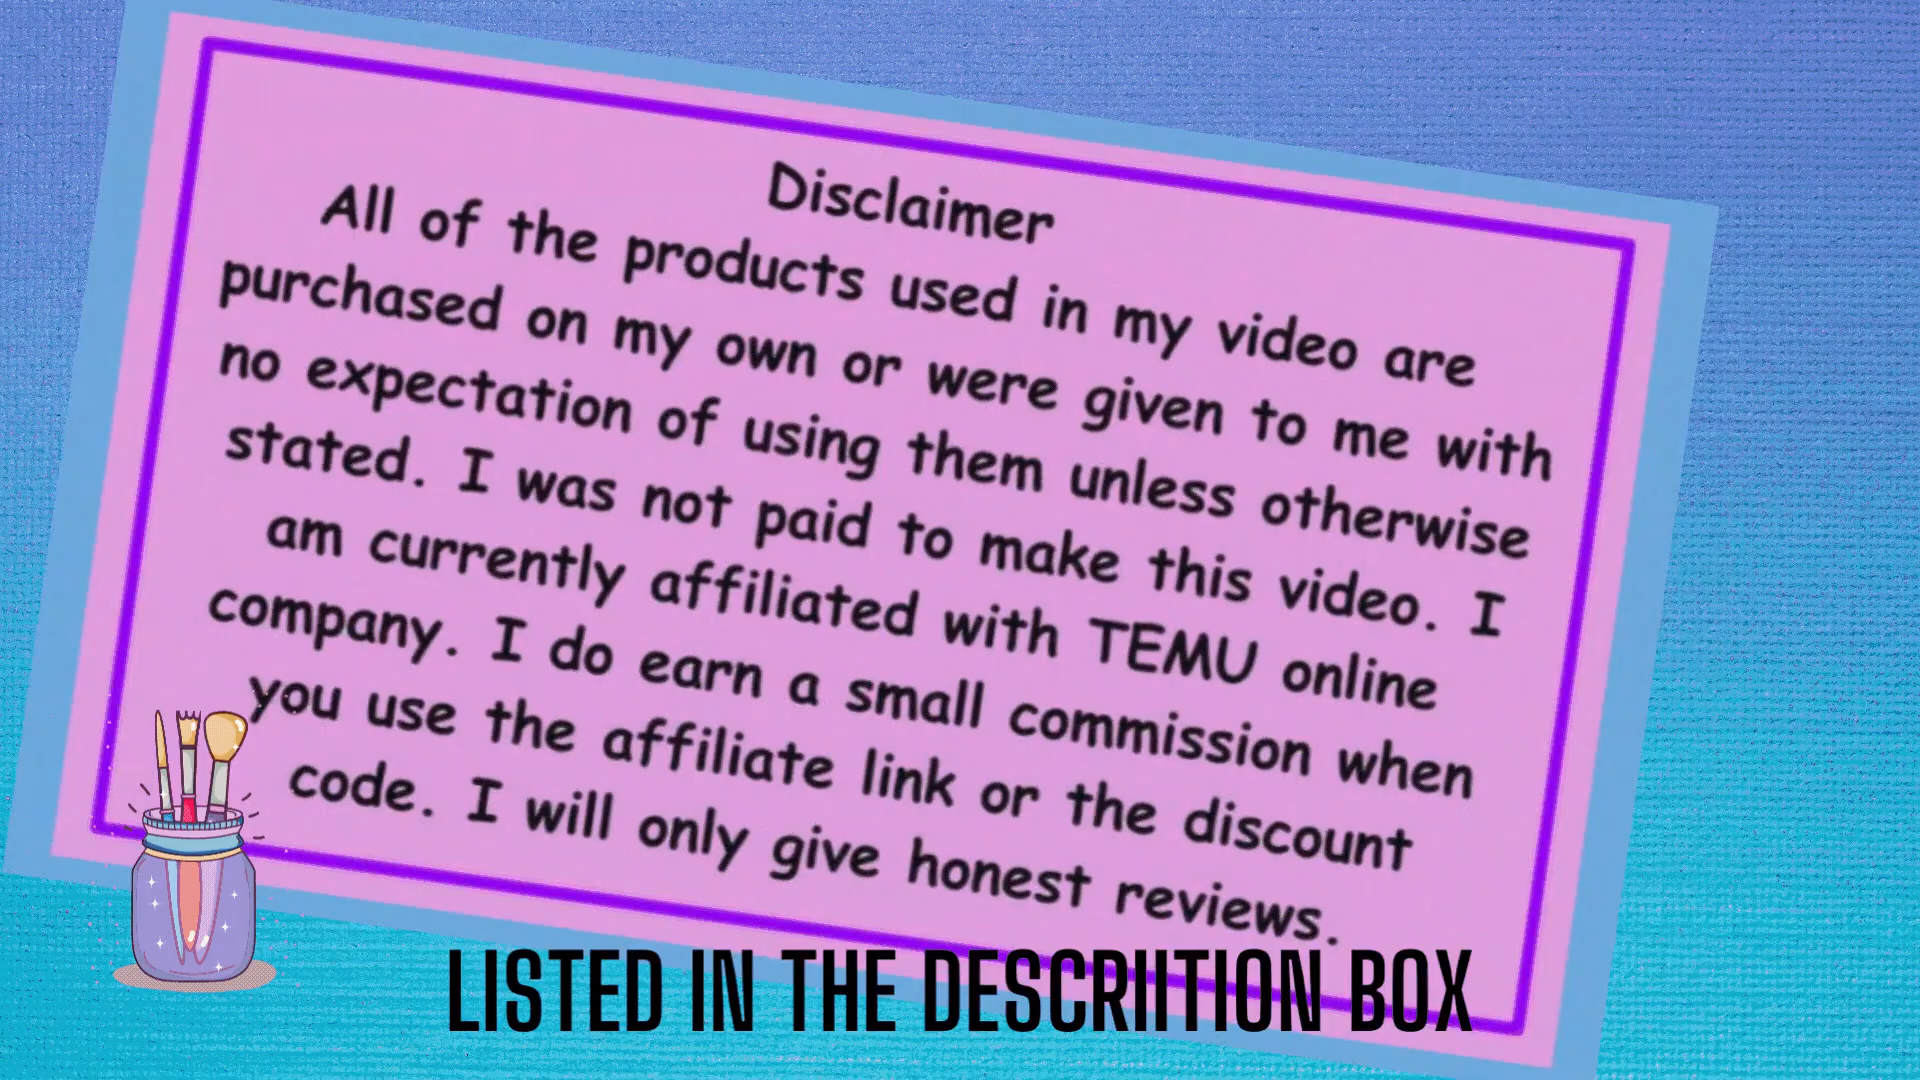 Disclaimer
All of the products used in my video are
purchased on my own or were given to me with
no expectation of using them unless otherwise
stated. I was not paid to make this video. I
am currently affiliated with TEMU online
company. I do earn a small commission when
you use the affiliate link or the discount
code. I will only give honest reviews.
LISTED IN THE DESCRIITION BOX